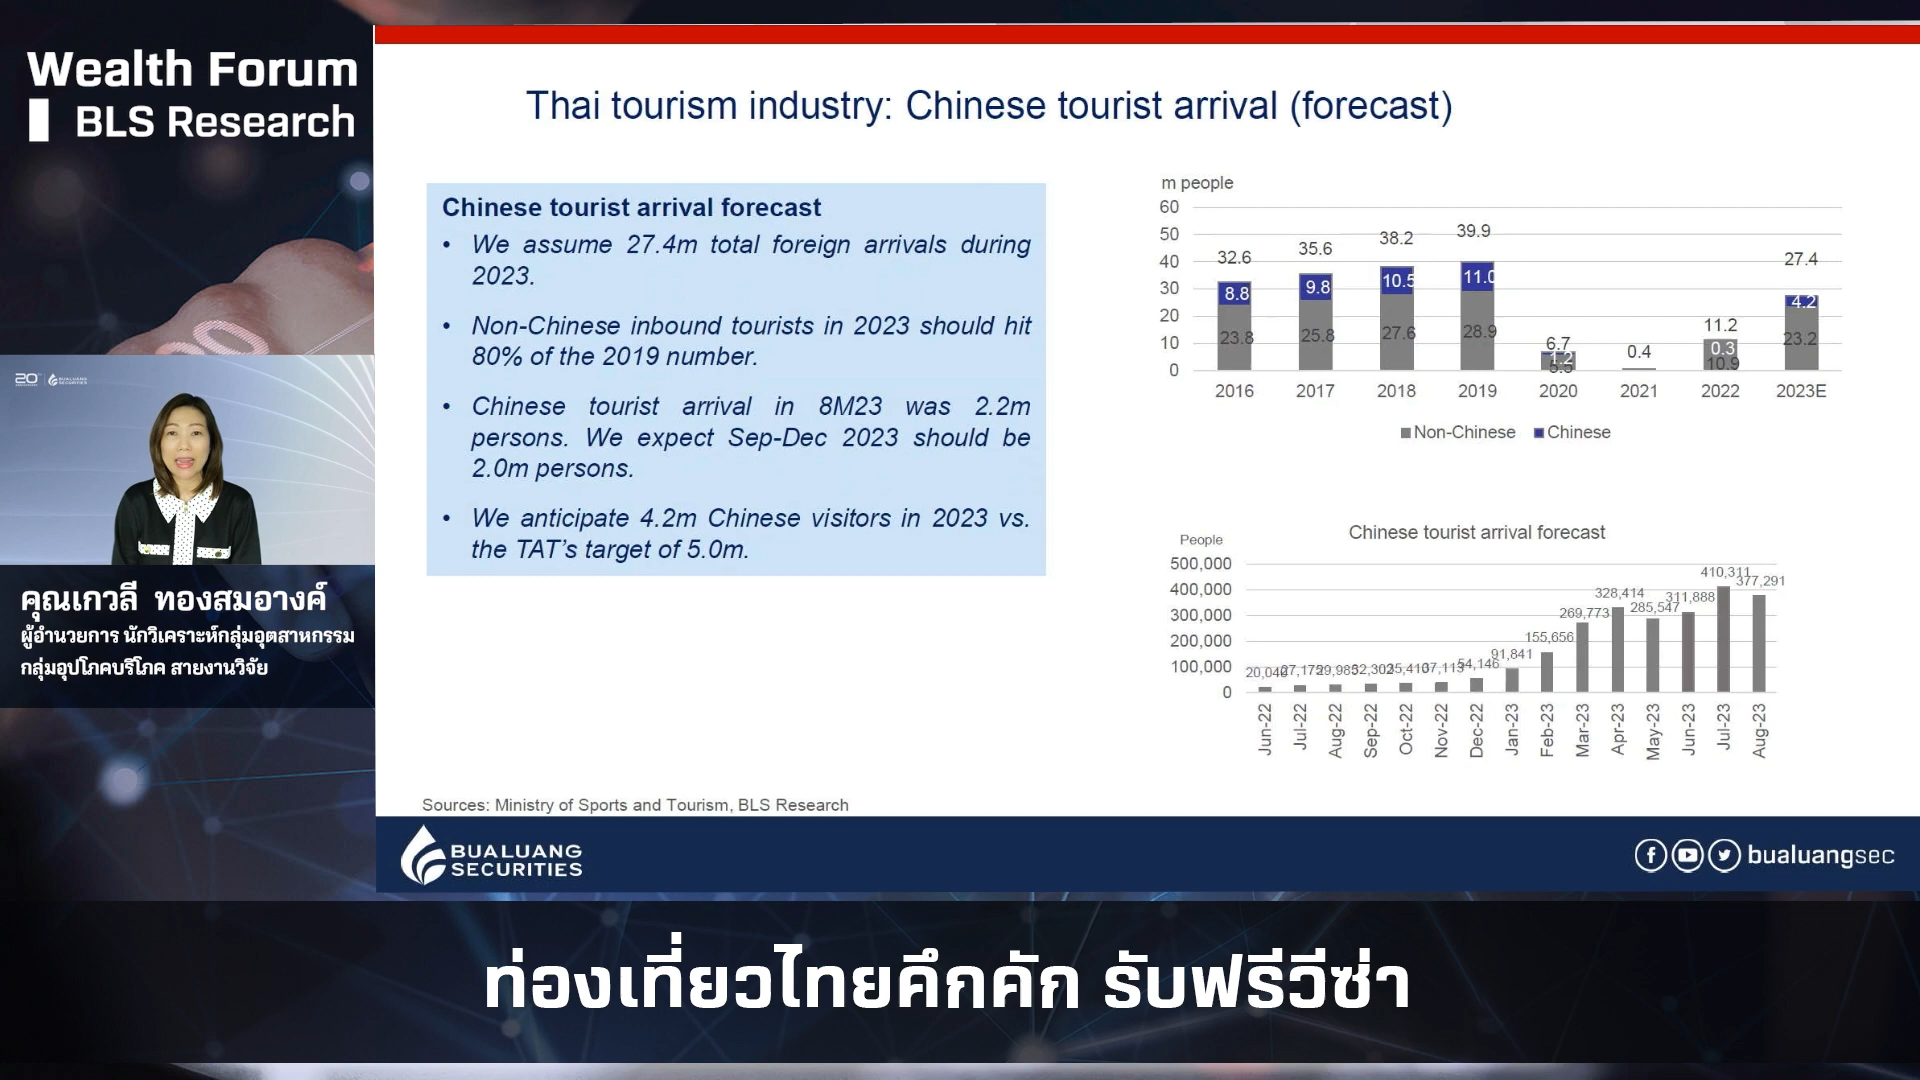 Wealth Forum
BLS Research
20
BUALUANG
SECURITIES
คุณเกวลี ทองสมอางค์
ผู้อำนวยการ นักวิเคราะห์กลุ่มอุตสาหกรรม
กลุ่มอุปโภคบริโภค สายงานวิจัย
Thai tourism industry: Chinese tourist arrival (forecast)
Chinese tourist arrival forecast
• We assume 27.4m total foreign arrivals during
2023.
• Non-Chinese inbound tourists in 2023 should hit
80% of the 2019 number.
• Chinese tourist arrival in 8M23 was 2.2m
persons. We expect Sep-Dec 2023 should be
2.0m persons.
• We anticipate 4.2m Chinese visitors in 2023 vs.
the TAT's target of 5.0m.
m people
60
50
40
30
20
10
0
32.6 35.6 38.2 39.9 6.7 0.4 11.2 27.4
8.8 9.8 10.5 11.0 1.2 0.3 4.2
23.8 25.8 27.6 28.9 5.5 10.9 23.2
2016 2017 2018 2019 2020 2021 2022 2023E
Non-Chinese Chinese
Chinese tourist arrival forecast
People
500,000
400,000
300,000
200,000
100,000
0
54,146 91,841 155,656 269,773 328,414 285,547 311,888 410,311 377,291
Jun-22 Jul-22 Aug-22 Sep-22 Oct-22 Nov-22 Dec-22 Jan-23 Feb-23 Mar-23 Apr-23 May-23 Jun-23 Jul-23 Aug-23
Sources: Ministry of Sports and Tourism, BLS Research
BUALUANG
SECURITIES
bualuangsec
ท่องเที่ยวไทยคึกคัก รับฟรีวีซ่า